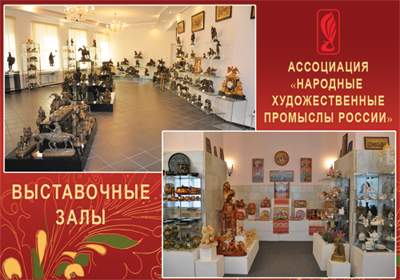 АССОЦИАЦИЯ
«НАРОДНЫЕ
ХУДОЖЕСТВЕННЫЕ
ПРОМЫСЛЫ РОССИИ»
ВЫСТАВОЧНЫЕ
ЗАЛЫ